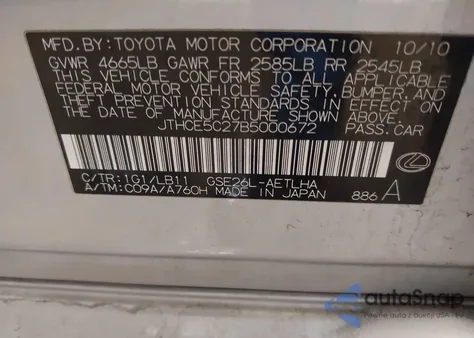 MFD.BY:TOYOTA MOTOR CORPORATION 10/10
GVWR 4665LB GAWR FR 2585LB RR 2545LB
THIS VEHICLE CONFORMS TO ALL APPLICABLE
FEDERAL MOTOR VEHICLE SAFETY,BUMPER,AND
THEFT PREVENTION STANDARDS IN EFFECT ON
THE DATE OF MANUFACTURE SHOWN ABOVE.
JTHCE5C27B5000672 PASS.CAR
C/TR:1G1/LB11 GSE26L-AETLHA
A/TM:C09A/A760H MADE IN JAPAN 886 A
autoSnap